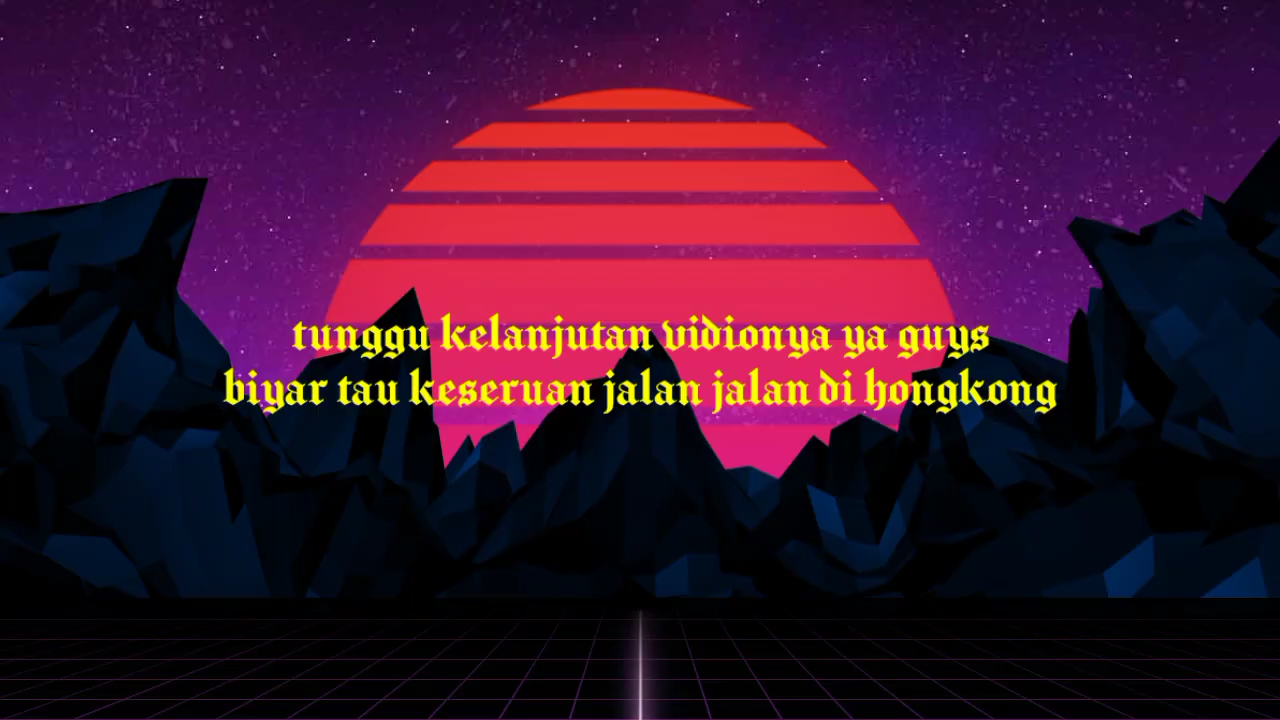 tunggu kelanjutan vidionya ya guys
biyar tau keseruan jalan jalan di hongkong